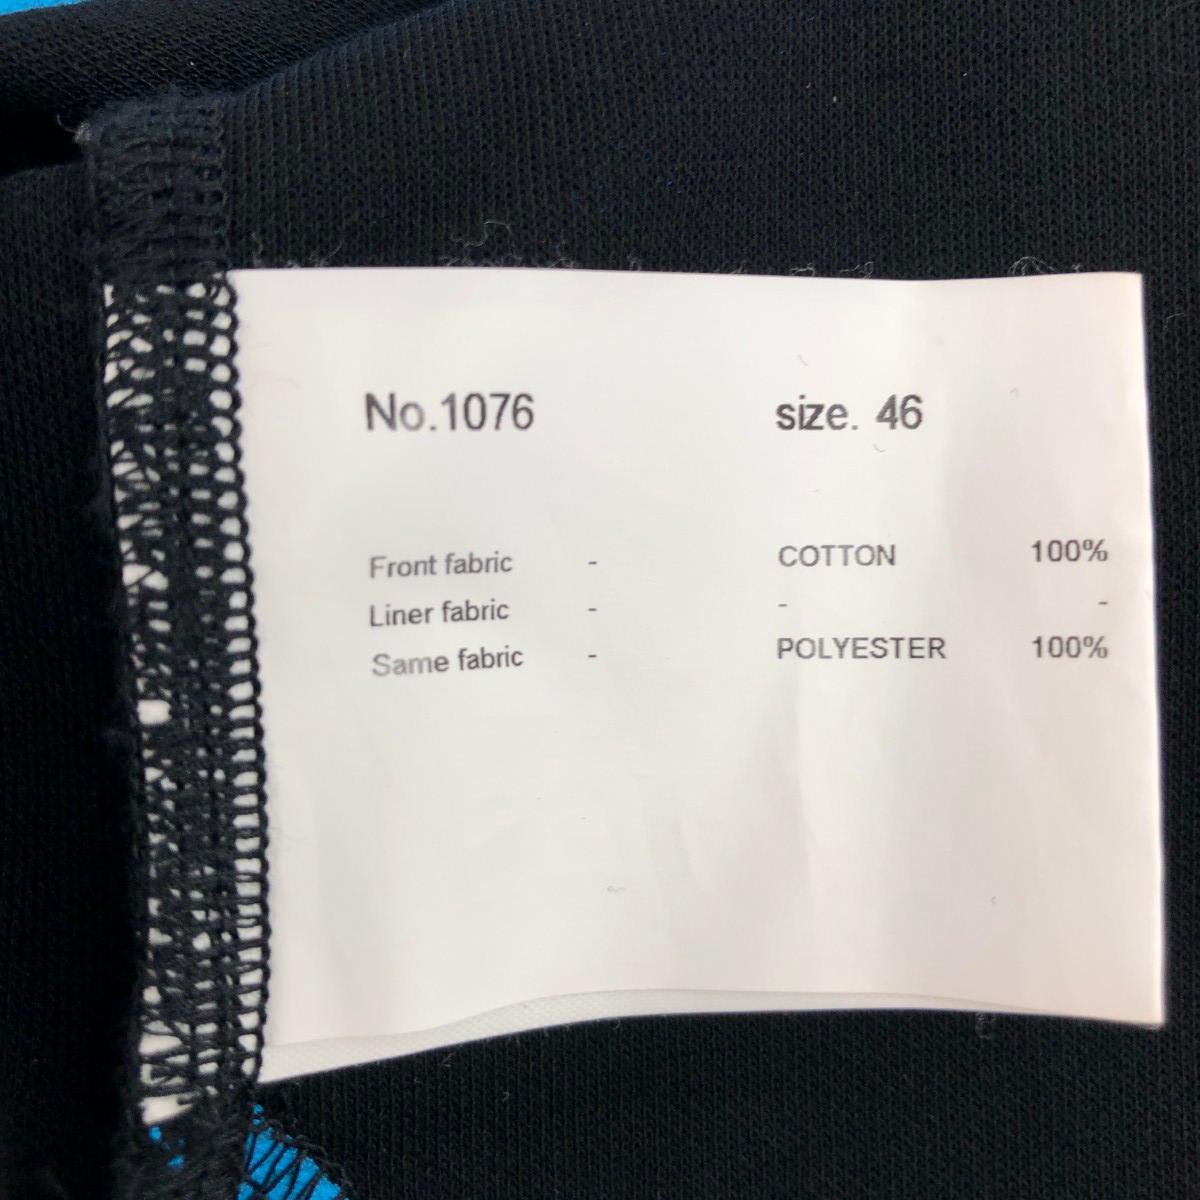 No.1076 size. 46
Front fabric - COTTON 100%
Liner fabric - - -
Same fabric - POLYESTER 100%